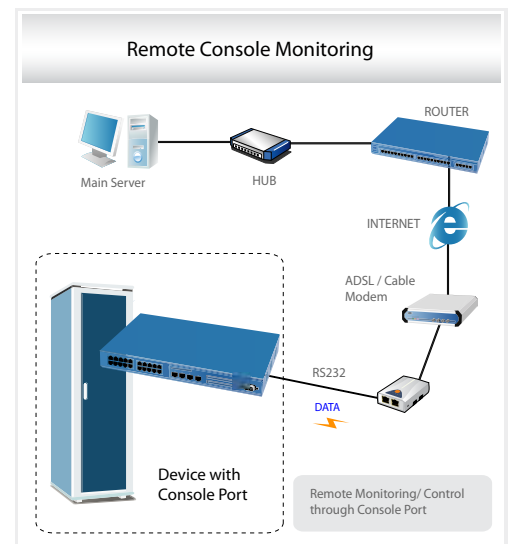 Remote Console Monitoring
ROUTER
Main Server
HUB
INTERNET
ADSL / Cable
Modem
RS232
DATA
Device with
Console Port
Remote Monitoring/ Control
through Console Port